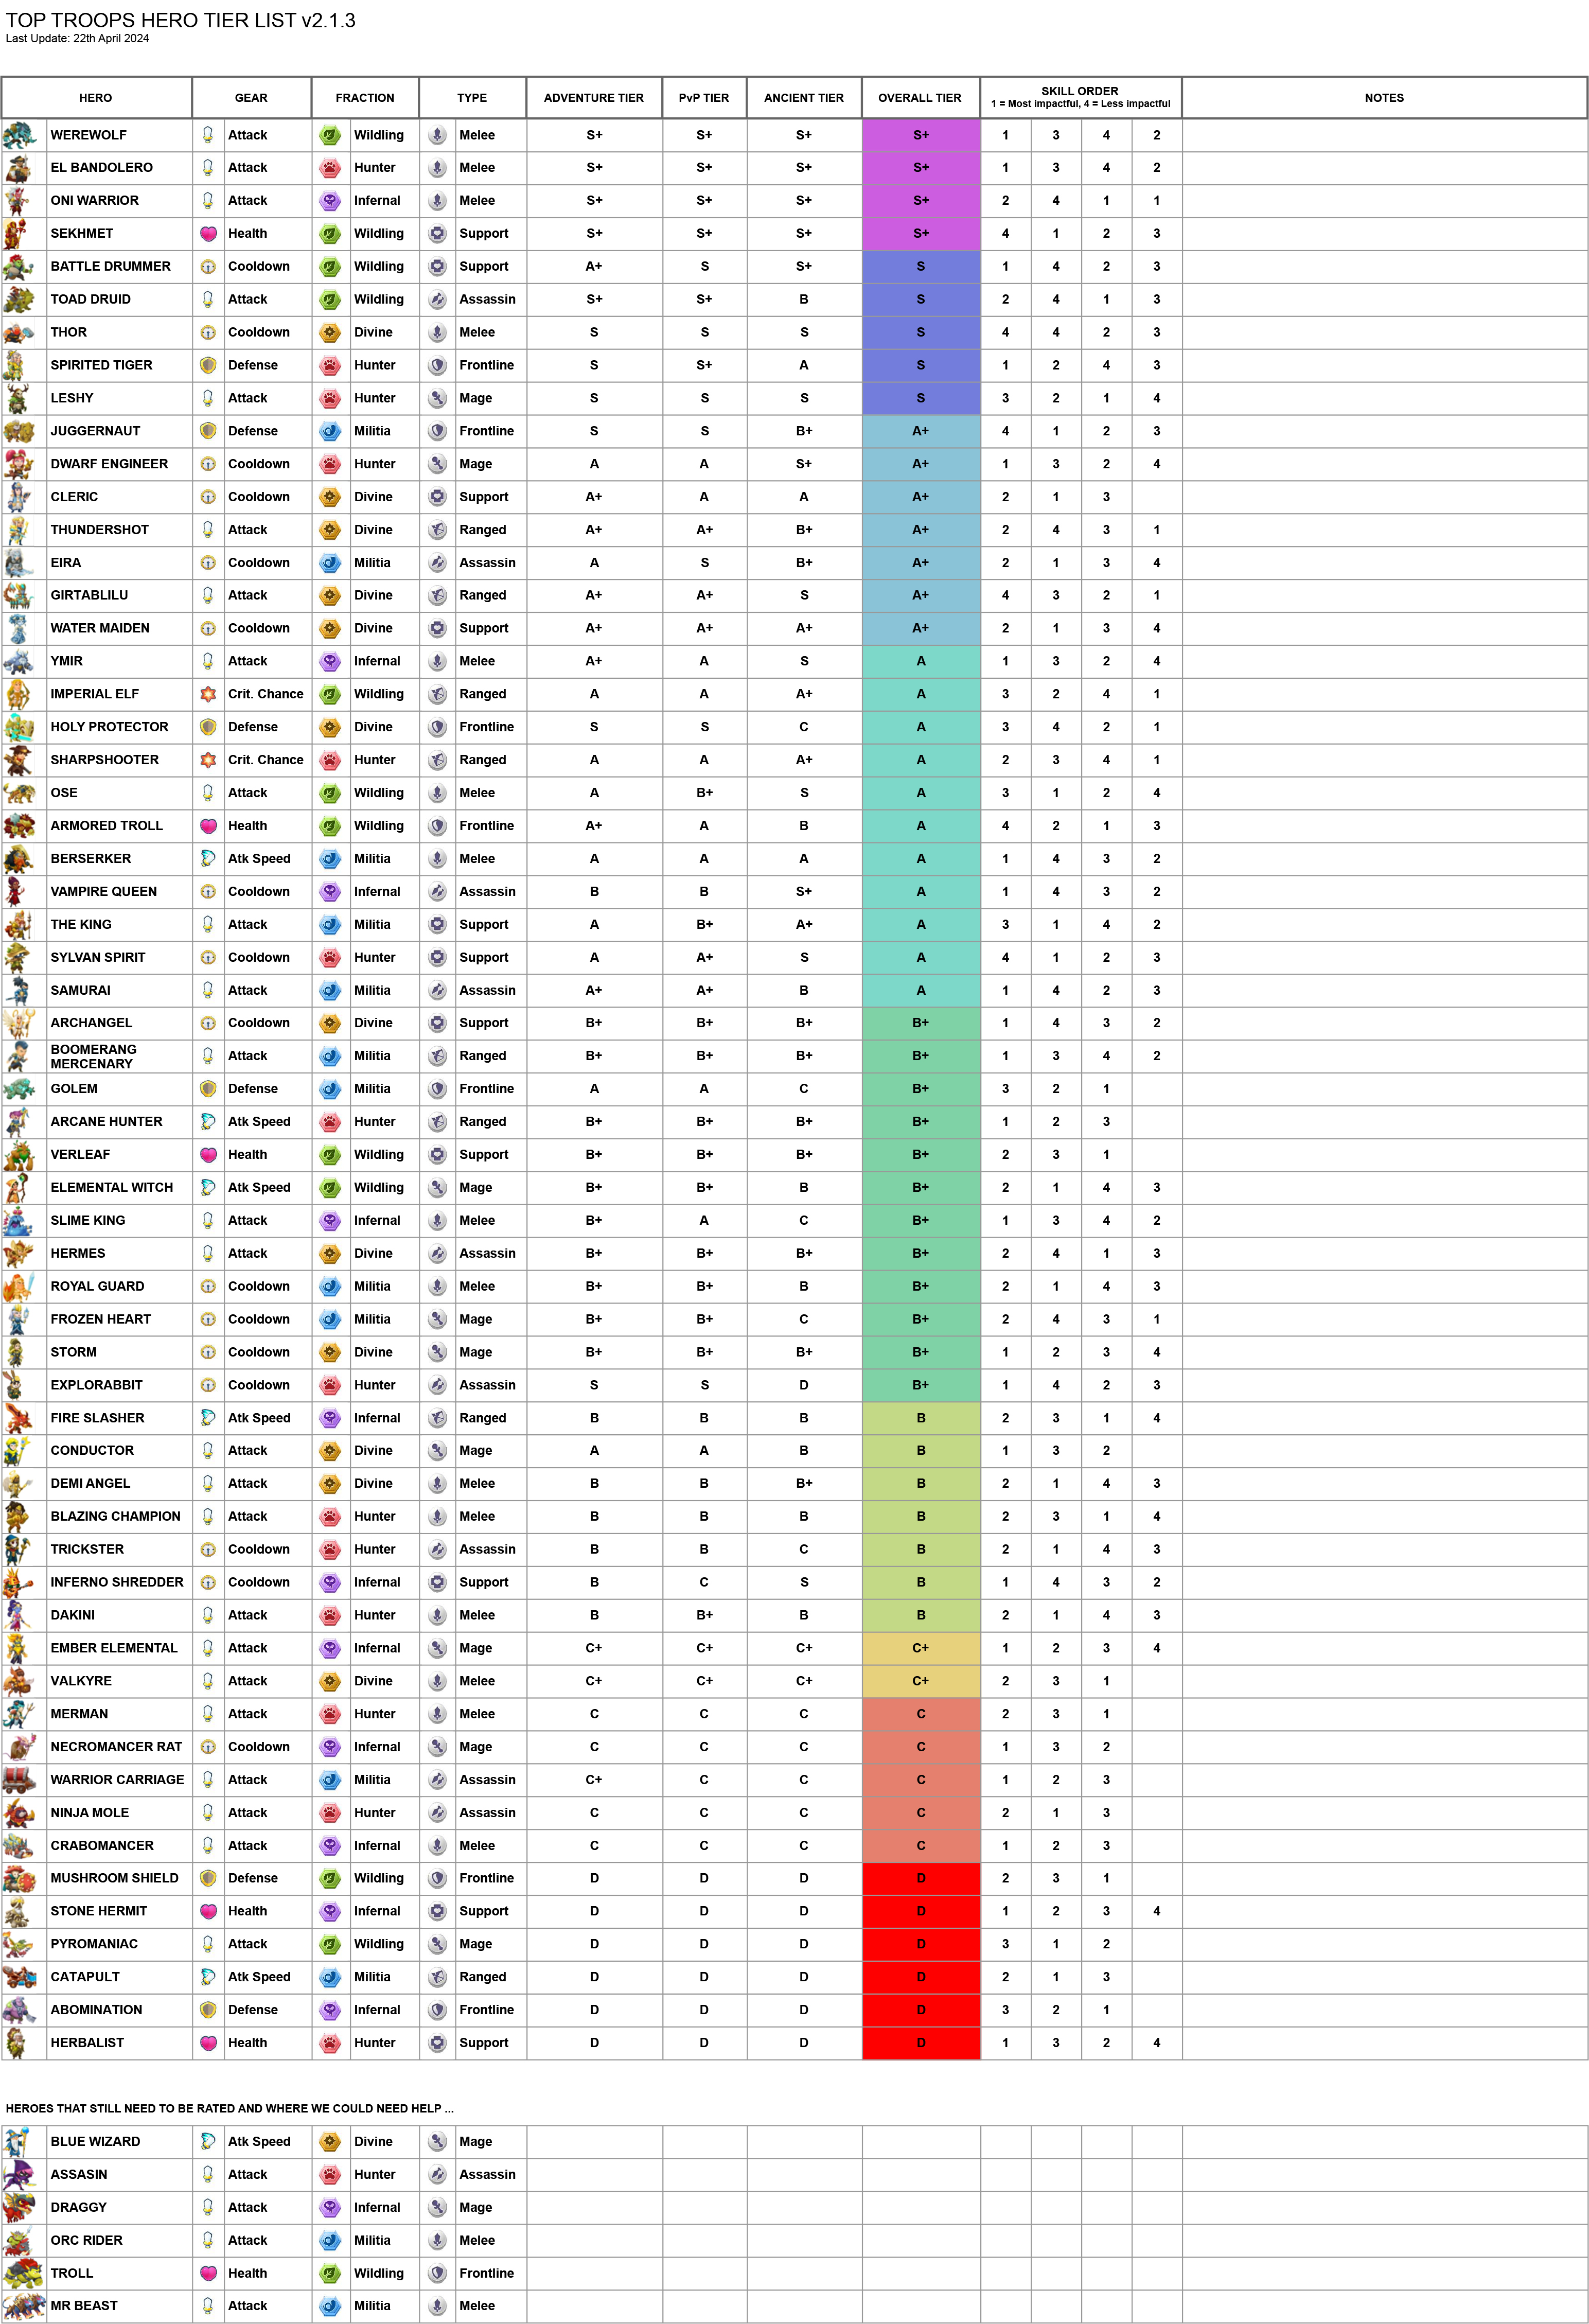 TOP TROOPS HERO TIER LIST v2.1.3
Last Update: 22th April 2024
HERO GEAR FRACTION TYPE ADVENTURE TIER PvP TIER ANCIENT TIER OVERALL TIER SKILL ORDER NOTES
1 = Most impactful, 4 = Less impactful
WEREWOLF Attack Wildling Melee S+ S+ S+ S+ 1 3 4 2
EL BANDOLERO Attack Hunter Melee S+ S+ S+ S+ 1 3 4 2
ONI WARRIOR Attack Infernal Melee S+ S+ S+ S+ 2 4 1 1
SEKHMET Health Wildling Support S+ S+ S+ S+ 4 1 2 3
BATTLE DRUMMER Cooldown Wildling Support A+ S S+ S 1 4 2 3
TOAD DRUID Attack Wildling Assassin S+ S+ B S 2 4 1 3
THOR Cooldown Divine Melee S S S S 4 4 2 3
SPIRITED TIGER Defense Hunter Frontline S S+ A S 1 2 4 3
LESHY Attack Hunter Mage S S S S 3 2 1 4
JUGGERNAUT Defense Militia Frontline S S B+ A+ 4 1 2 3
DWARF ENGINEER Cooldown Hunter Mage A A S+ A+ 1 3 2 4
CLERIC Cooldown Divine Support A+ A A A+ 2 1 3
THUNDERSHOT Attack Divine Ranged A+ A+ B+ A+ 2 4 3 1
EIRA Cooldown Militia Assassin A S B+ A+ 2 1 3 4
GIRTABLILU Attack Divine Ranged A+ A+ S A+ 4 3 2 1
WATER MAIDEN Cooldown Divine Support A+ A+ A+ A+ 2 1 3 4
YMIR Attack Infernal Melee A+ A S A 1 3 2 4
IMPERIAL ELF Crit. Chance Wildling Ranged A A A+ A 3 2 4 1
HOLY PROTECTOR Defense Divine Frontline S S C A 3 4 2 1
SHARPSHOOTER Crit. Chance Hunter Ranged A A A+ A 2 3 4 1
OSE Attack Wildling Melee A B+ S A 3 1 2 4
ARMORED TROLL Health Wildling Frontline A+ A B A 4 2 1 3
BERSERKER Atk Speed Militia Melee A A A A 1 4 3 2
VAMPIRE QUEEN Cooldown Infernal Assassin B B S+ A 1 4 3 2
THE KING Attack Militia Support A B+ A+ A 3 1 4 2
SYLVAN SPIRIT Cooldown Hunter Support A A+ S A 4 1 2 3
SAMURAI Attack Militia Assassin A+ A+ B A 1 4 2 3
ARCHANGEL Cooldown Divine Support B+ B+ B+ B+ 1 4 3 2
BOOMERANG
MERCENARY Attack Militia Ranged B+ B+ B+ B+ 1 3 4 2
GOLEM Defense Militia Frontline A A C B+ 3 2 1
ARCANE HUNTER Atk Speed Hunter Ranged B+ B+ B+ B+ 1 2 3
VERLEAF Health Wildling Support B+ B+ B+ B+ 2 3 1
ELEMENTAL WITCH Atk Speed Wildling Mage B+ B+ B B+ 2 1 4 3
SLIME KING Attack Infernal Melee B+ A C B+ 1 3 4 2
HERMES Attack Divine Assassin B+ B+ B+ B+ 2 4 1 3
ROYAL GUARD Cooldown Militia Melee B+ B+ B B+ 2 1 4 3
FROZEN HEART Cooldown Militia Mage B+ B+ C B+ 2 4 3 1
STORM Cooldown Divine Mage B+ B+ B+ B+ 1 2 3 4
EXPLORABBIT Cooldown Hunter Assassin S S D B+ 1 4 2 3
FIRE SLASHER Atk Speed Infernal Ranged B B B B 2 3 1 4
CONDUCTOR Attack Divine Mage A A B B 1 3 2
DEMI ANGEL Attack Divine Melee B B B+ B 2 1 4 3
BLAZING CHAMPION Attack Hunter Melee B B B B 2 3 1 4
TRICKSTER Cooldown Hunter Assassin B B C B 2 1 4 3
INFERNO SHREDDER Cooldown Infernal Support B C S B 1 4 3 2
DAKINI Attack Hunter Melee B B+ B B 2 1 4 3
EMBER ELEMENTAL Attack Infernal Mage C+ C+ C+ C+ 1 2 3 4
VALKYRE Attack Divine Melee C+ C+ C+ C+ 2 3 1
MERMAN Attack Hunter Melee C C C C 2 3 1
NECROMANCER RAT Cooldown Infernal Mage C C C C 1 3 2
WARRIOR CARRIAGE Attack Militia Assassin C+ C C C 1 2 3
NINJA MOLE Attack Hunter Assassin C C C C 2 1 3
CRABOMANCER Attack Infernal Melee C C C C 1 2 3
MUSHROOM SHIELD Defense Wildling Frontline D D D D 2 3 1
STONE HERMIT Health Infernal Support D D D D 1 2 3 4
PYROMANIAC Attack Wildling Mage D D D D 3 1 2
CATAPULT Atk Speed Militia Ranged D D D D 2 1 3
ABOMINATION Defense Infernal Frontline D D D D 3 2 1
HERBALIST Health Hunter Support D D D D 1 3 2 4
HEROES THAT STILL NEED TO BE RATED AND WHERE WE COULD NEED HELP ...
BLUE WIZARD Atk Speed Divine Mage
ASSASIN Attack Hunter Assassin
DRAGGY Attack Infernal Mage
ORC RIDER Attack Militia Melee
TROLL Health Wildling Frontline
MR BEAST Attack Militia Melee